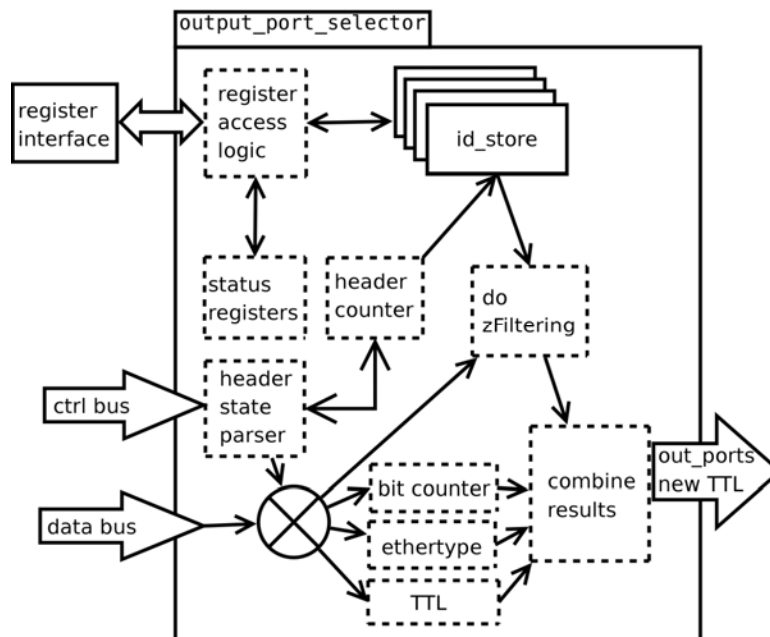 output_port_selector
register
interface
register
access
logic
id_store
status
registers
header
counter
do
zFiltering
ctrl bus
header
state
parser
data bus
bit counter
ethertype
TTL
combine
results
out_ports
new TTL